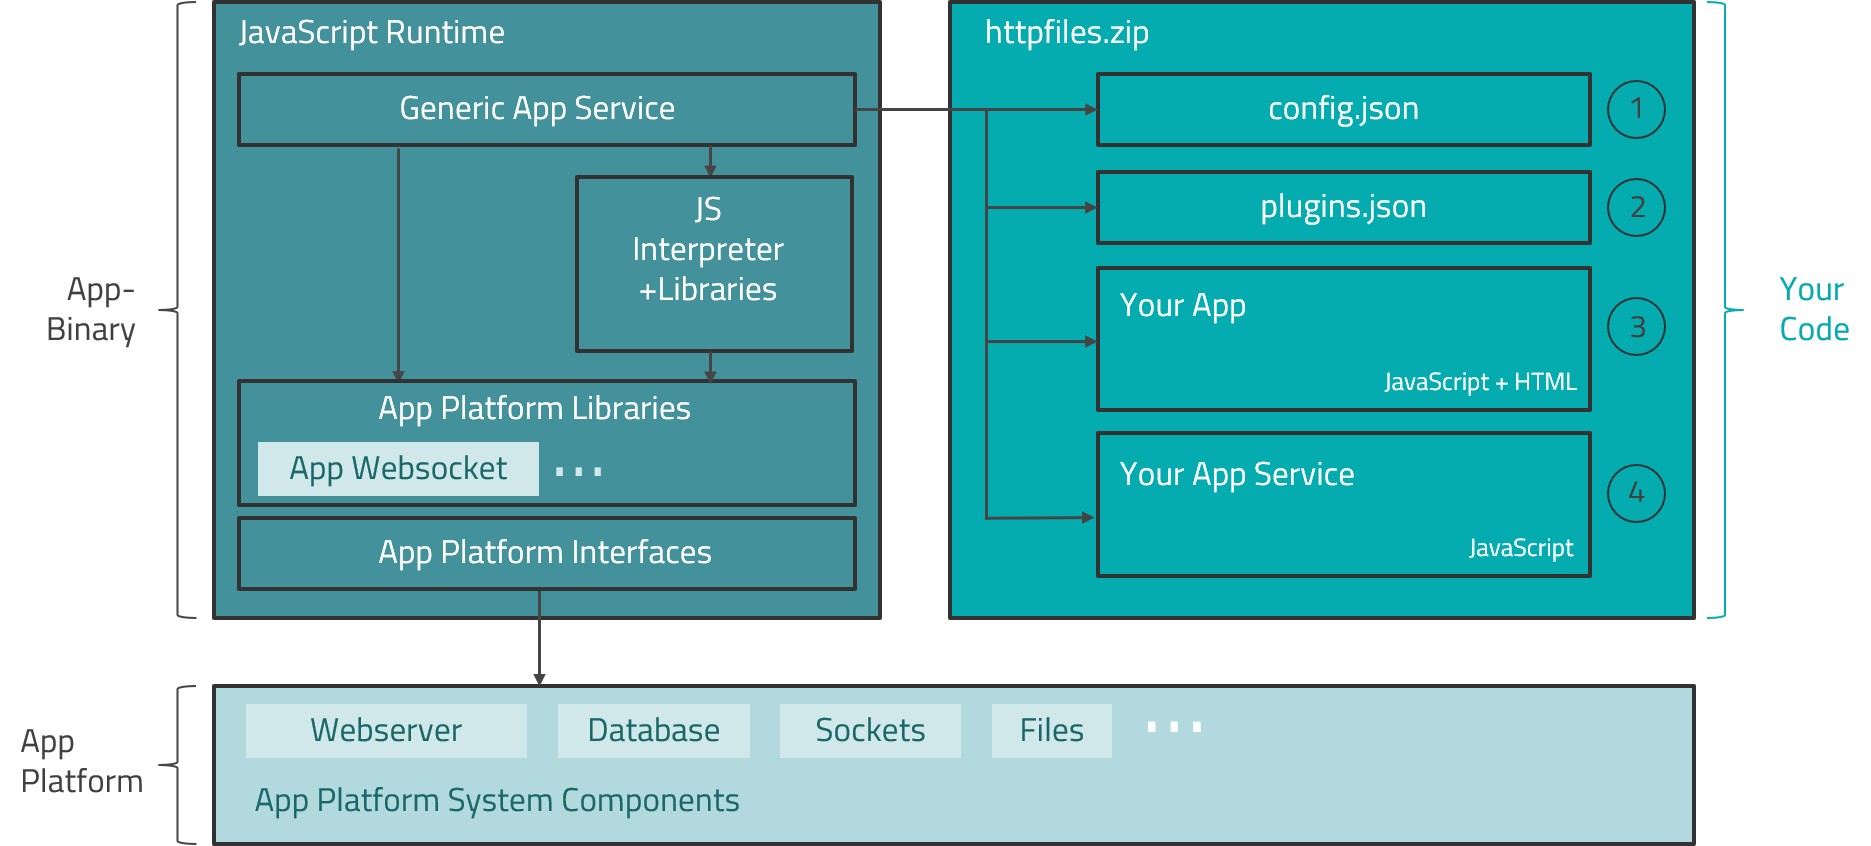 JavaScript Runtime
Generic App Service
JS
Interpreter
+Libraries
App Platform Libraries
App Websocket ...
App Platform Interfaces
App-
Binary
httpfiles.zip
config.json
1
plugins.json
2
Your App
JavaScript + HTML
3
Your App Service
JavaScript
4
Your
Code
App
Platform
Webserver Database Sockets Files ...
App Platform System Components